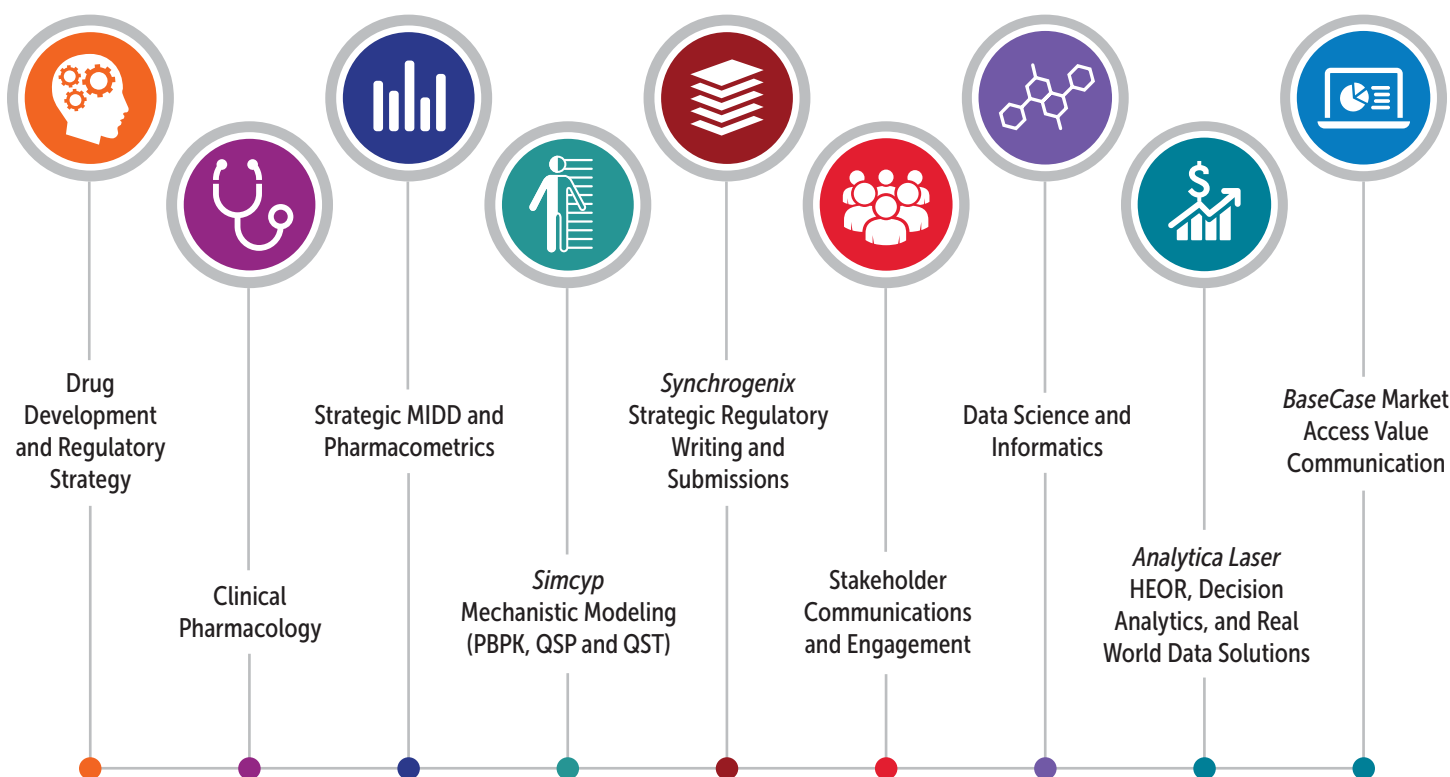 Drug
Development
and Regulatory
Strategy
Clinical
Pharmacology
Strategic MIDD and
Pharmacometrics
Simcyp
Mechanistic Modeling
(PBPK, QSP and QST)
Synchrogenix
Strategic Regulatory
Writing and
Submissions
Stakeholder
Communications
and Engagement
Data Science and
Informatics
$
Analytica Laser
HEOR, Decision
Analytics, and Real
World Data Solutions
BaseCase Market
Access Value
Communication